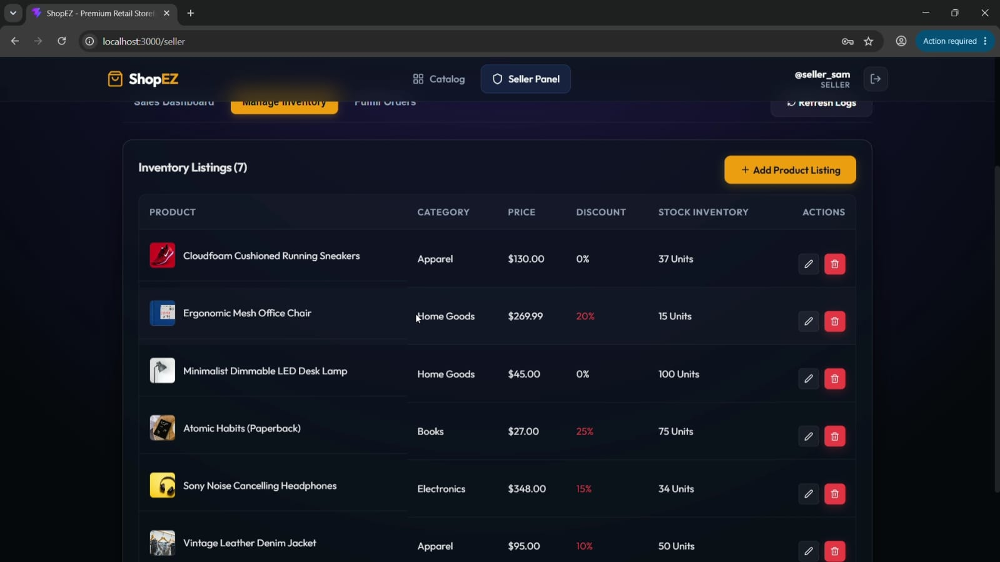 ShopEZ - Premium Retail Storef
localhost:3000/seller
Action required
ShopEZ
Catalog
Seller Panel
@seller_sam
SELLER
Sales Dashboard
Manage Inventory
Fulfill Orders
Refresh Logs
Inventory Listings (7)
+ Add Product Listing
PRODUCT CATEGORY PRICE DISCOUNT STOCK INVENTORY ACTIONS
Cloudfoam Cushioned Running Sneakers Apparel $130.00 0% 37 Units
Ergonomic Mesh Office Chair Home Goods $269.99 20% 15 Units
Minimalist Dimmable LED Desk Lamp Home Goods $45.00 0% 100 Units
Atomic Habits (Paperback) Books $27.00 25% 75 Units
Sony Noise Cancelling Headphones Electronics $348.00 15% 34 Units
Vintage Leather Denim Jacket Apparel $95.00 10% 50 Units